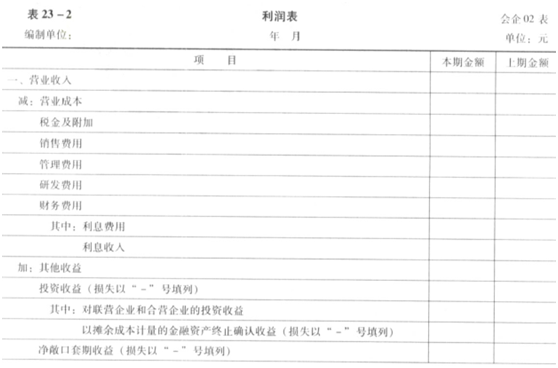 表 23-2 利润表 会企 02 表
编制单位: 年 月 单位: 元
项 目 本期金额 上期金额
一、营业收入
减: 营业成本
税金及附加
销售费用
管理费用
研发费用
财务费用
其中: 利息费用
利息收入
加: 其他收益
投资收益 (损失以“-”号填列)
其中: 对联营企业和合营企业的投资收益
以摊余成本计量的金融资产终止确认收益 (损失以“-”号填列)
净敞口套期收益 (损失以“-”号填列)